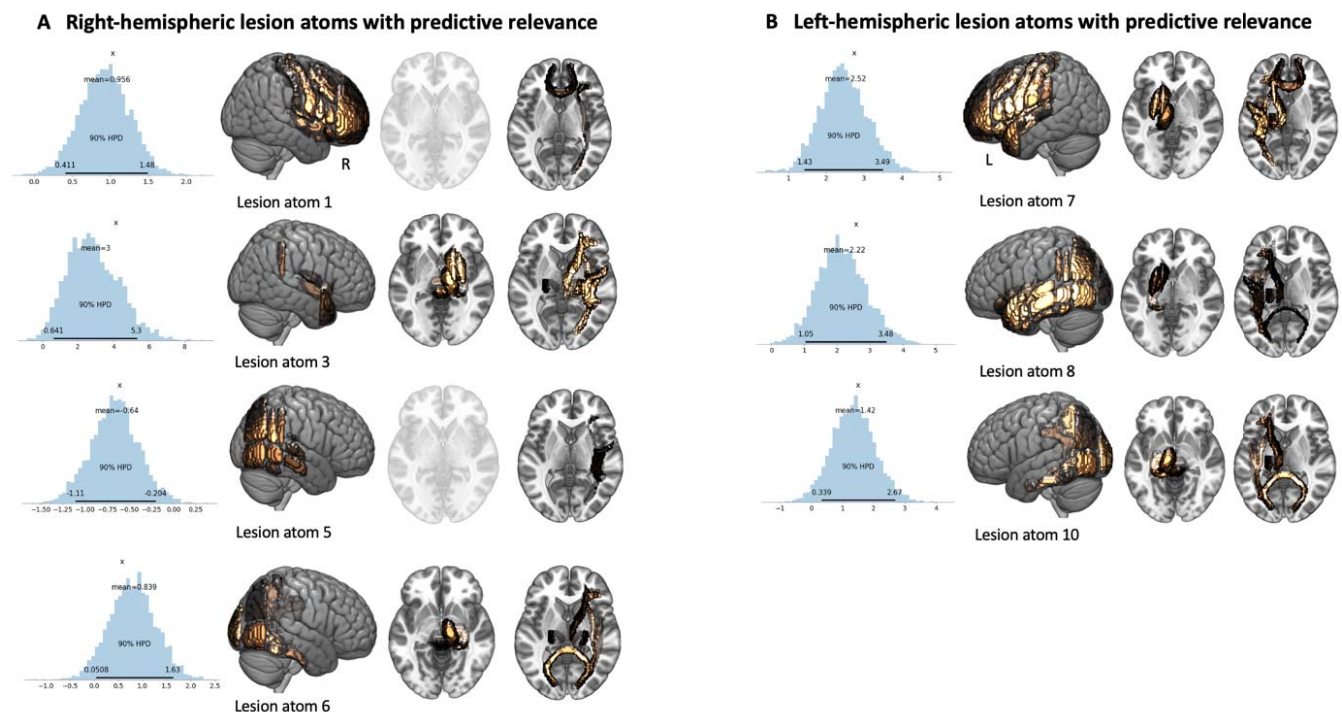 A Right-hemispheric lesion atoms with predictive relevance
x
mean=0.956
90% HPD
0.411 1.48
0.0 0.5 1.0 1.5 2.0
R
Lesion atom 1
x
mean=3
90% HPD
0.641 5.3
0 2 4 6 8
Lesion atom 3
x
mean=-0.64
90% HPD
-1.11 -0.204
−1.50 −1.25 −1.00 −0.75 −0.50 −0.25 0.00 0.25
Lesion atom 5
x
mean=0.839
90% HPD
0.0508 1.63
−1.0 −0.5 0.0 0.5 1.0 1.5 2.0 2.5
Lesion atom 6
B Left-hemispheric lesion atoms with predictive relevance
x
mean=2.52
90% HPD
1.43 3.49
1 2 3 4 5
L
Lesion atom 7
x
mean=2.22
90% HPD
1.05 3.48
0 1 2 3 4 5
Lesion atom 8
x
mean=1.42
90% HPD
0.339 2.67
−1 0 1 2 3 4
Lesion atom 10